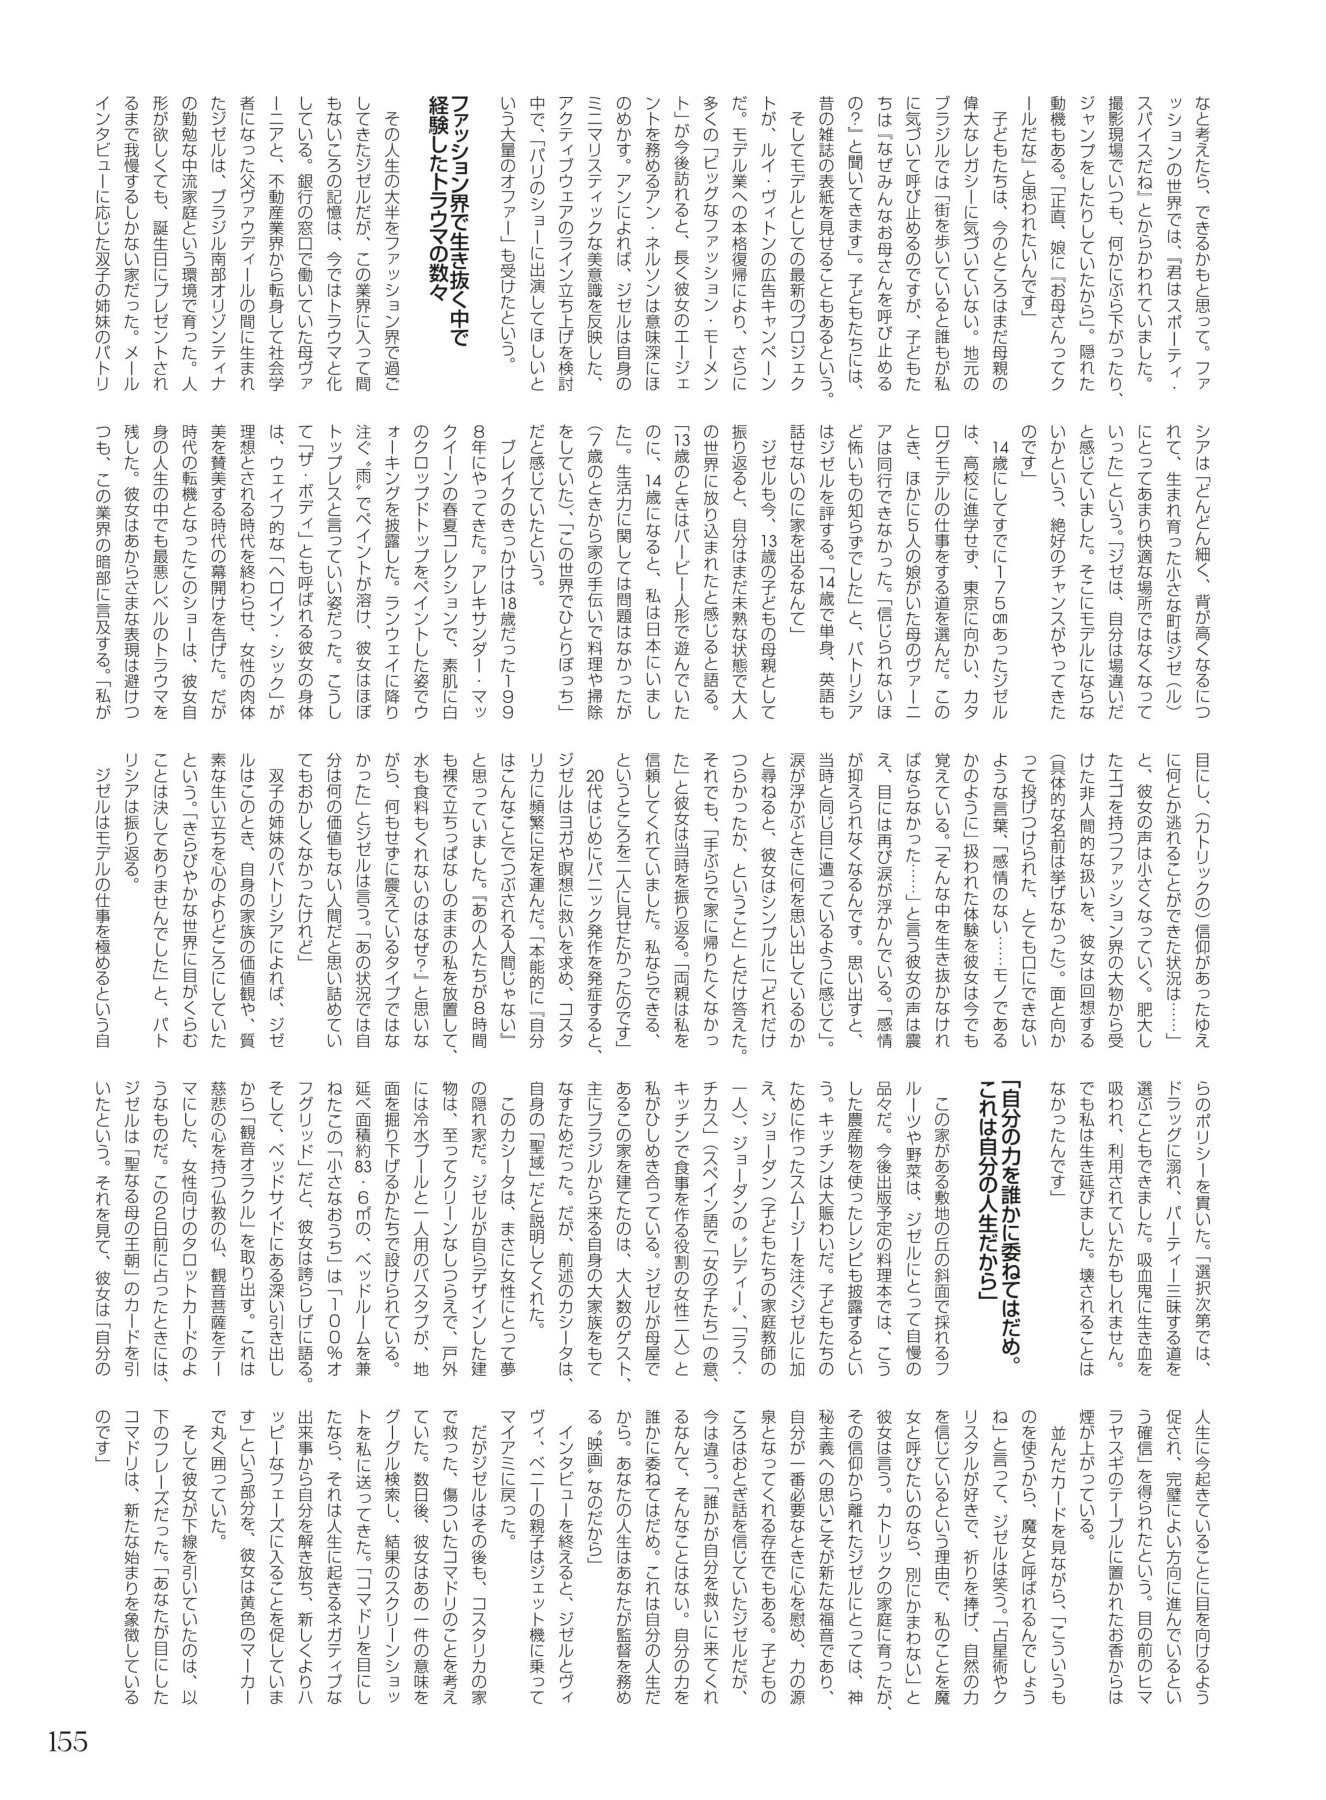 なと考えたら、できるかもと思って。ファ
ッションの世界では、『君はスポーティ・
スパイスだね』とからかわれていました。
撮影現場でいつも、何かにぶら下がったり、
ジャンプをしたりしていたから」。隠れた
動機もある。「正直、娘に『お母さんってク
ールだな』と思われたいんです」
　子どもたちは、今のところはまだ母親の
偉大なレガシーに気づいていない。地元の
ブラジルでは「街を歩いていると誰もが私
に気づいて呼び止めるのですが、子どもた
ちは『なぜみんなお母さんを呼び止める
の?』と聞いてきます」。子どもたちには、
昔の雑誌の表紙を見せることもあるという。
　そしてモデルとしての最新のプロジェク
トが、ルイ・ヴィトンの広告キャンペーン
だ。モデル業への本格復帰により、さらに
多くの「ビッグなファッション・モーメン
ト」が今後訪れると、長く彼女のエージェ
ントを務めるアン・ネルソンは意味深にほ
のめかす。アンによれば、ジゼルは自身の
ミニマリスティックな美意識を反映した、
アクティブウェアのライン立ち上げを検討
中で、「パリのショーに出演してほしいと
いう大量のオファー」も受けたという。
ファッション界で生き抜く中で
経験したトラウマの数々
　その人生の大半をファッション界で過ご
してきたジゼルだが、この業界に入って間
もないころの記憶は、今ではトラウマと化
している。銀行の窓口で働いていた母ヴァ
ーニアと、不動産業界から転身して社会学
者になった父ヴァウディールの間に生まれ
たジゼルは、ブラジル南部オリゾンティナ
の勤勉な中流家庭という環境で育った。人
形が欲しくても、誕生日にプレゼントされ
るまで我慢するしかない家だった。メール
インタビューに応じた双子の姉妹のパトリ
シアは「どんどん細く、背が高くなるにつ
れて、生まれ育った小さな町はジゼ（ル）
にとってあまり快適な場所ではなくなって
いった」という。「ジゼは、自分は場違いだ
と感じていました。そこにモデルにならな
いかという、絶好のチャンスがやってきた
のです」
　14歳にしてすでに175㎝あったジゼル
は、高校に進学せず、東京に向かい、カタ
ログモデルの仕事をする道を選んだ。この
とき、ほかに5人の娘がいた母のヴァーニ
アは同行できなかった。「信じられないほ
ど怖いもの知らずでした」と、パトリシア
はジゼルを評する。「14歳で単身、英語も
話せないのに家を出るなんて」
　ジゼルも今、13歳の子どもの母親として
振り返ると、自分はまだ未熟な状態で大人
の世界に放り込まれたと感じると語る。
「13歳のときはバービー人形で遊んでいた
のに、14歳になると、私は日本にいまし
た」。生活力に関しては問題はなかったが
（7歳のときから家の手伝いで料理や掃除
をしていた）、「この世界でひとりぼっち」
だと感じていたという。
　ブレイクのきっかけは18歳だった199
8年にやってきた。アレキサンダー・マッ
クイーンの春夏コレクションで、素肌に白
のクロップドトップをペイントした姿でウ
ォーキングを披露した。ランウェイに降り
注ぐ〝雨〟でペイントが溶け、彼女はほぼ
トップレスと言っていい姿だった。こうし
て「ザ・ボディ」とも呼ばれる彼女の身体
は、ウェイフ的な「ヘロイン・シック」が
理想とされる時代を終わらせ、女性の肉体
美を賛美する時代の幕開けを告げた。だが
時代の転機となったこのショーは、彼女自
身の人生の中でも最悪レベルのトラウマを
残した。彼女はあからさまな表現は避けつ
つも、この業界の暗部に言及する。「私が
目にし、（カトリックの）信仰があったゆえ
に何とか逃れることができた状況は……」
と、彼女の声は小さくなっていく。肥大し
たエゴを持つファッション界の大物から受
けた非人間的な扱いを、彼女は回想する
（具体的な名前は挙げなかった）。面と向か
って投げつけられた、とても口にできない
ような言葉、「感情のない……モノである
かのように」扱われた体験を彼女は今でも
覚えている。「そんな中を生き抜かなけれ
ばならなかった……」と言う彼女の声は震
え、目には再び涙が浮かんでいる。「感情
が抑えられなくなるんです。思い出すと、
当時と同じ目に遭っているように感じて」。
涙が浮かぶときに何を思い出しているのか
と尋ねると、彼女はシンプルに「どれだけ
つらかったか、ということ」とだけ答えた。
それでも、「手ぶらで家に帰りたくなかっ
た」と彼女は当時を振り返る。「両親は私を
信頼してくれていました。私ならできる、
というところを二人に見せたかったのです」
　20代はじめにパニック発作を発症すると、
ジゼルはヨガや瞑想に救いを求め、コスタ
リカに頻繁に足を運んだ。「本能的に『自分
はこんなことでつぶされる人間じゃない』
と思っていました。『あの人たちが8時間
も裸で立ちっぱなしのままの私を放置して、
水も食料もくれないのはなぜ?』と思いな
がら、何もせずに震えているタイプではな
かった」とジゼルは言う。「あの状況では自
分は何の価値もない人間だと思い詰めてい
てもおかしくなかったけれど」
　双子の姉妹のパトリシアによれば、ジゼ
ルはこのとき、自身の家族の価値観や、質
素な生い立ちを心のよりどころにしていた
という。「きらびやかな世界に目がくらむ
ことは決してありませんでした」と、パト
リシアは振り返る。
　ジゼルはモデルの仕事を極めるという自
らのポリシーを貫いた。「選択次第では、
ドラッグに溺れ、パーティー三昧する道を
選ぶこともできました。吸血鬼に生き血を
吸われ、利用されていたかもしれません。
でも私は生き延びました。壊されることは
なかったんです」
「自分の力を誰かに委ねてはだめ。
これは自分の人生だから」
　この家がある敷地の丘の斜面で採れるフ
ルーツや野菜は、ジゼルにとって自慢の
品々だ。今後出版予定の料理本では、こう
した農産物を使ったレシピも披露するとい
う。キッチンは大賑わいだ。子どもたちの
ために作ったスムージーを注ぐジゼルに加
え、ジョーダン（子どもたちの家庭教師の
一人）、ジョーダンの〝レディー〟、「ラス・
チカス」（スペイン語で「女の子たち」の意、
キッチンで食事を作る役割の女性二人）と
私がひしめき合っている。ジゼルが母屋で
あるこの家を建てたのは、大人数のゲスト、
主にブラジルから来る自身の大家族をもて
なすためだった。だが、前述のカシータは、
自身の「聖域」だと説明してくれた。
　このカシータは、まさに女性にとって夢
の隠れ家だ。ジゼルが自らデザインした建
物は、至ってクリーンなしつらえで、戸外
には冷水プールと一人用のバスタブが、地
面を掘り下げるかたちで設けられている。
延べ面積約83・6㎡の、ベッドルームを兼
ねたこの「小さなおうち」は「100%オ
フグリッド」だと、彼女は誇らしげに語る。
そして、ベッドサイドにある深い引き出し
から「観音オラクル」を取り出す。これは
慈悲の心を持つ仏教の仏、観音菩薩をテー
マにした、女性向けのタロットカードのよ
うなものだ。この2日前に占ったときには、
ジゼルは「聖なる母の王朝」のカードを引
いたという。それを見て、彼女は「自分の
人生に今起きていることに目を向けるよう
促され、完璧によい方向に進んでいるとい
う確信」を得られたという。目の前のヒマ
ラヤスギのテーブルに置かれたお香からは
煙が上がっている。
　並んだカードを見ながら、「こういうも
のを使うから、魔女と呼ばれるんでしょう
ね」と言って、ジゼルは笑う。「占星術やク
リスタルが好きで、祈りを捧げ、自然の力
を信じているという理由で、私のことを魔
女と呼びたいのなら、別にかまわない」と
彼女は言う。カトリックの家庭に育ったが、
その信仰から離れたジゼルにとっては、神
秘主義への思いこそが新たな福音であり、
自分が一番必要なときに心を慰め、力の源
泉となってくれる存在でもある。子どもの
ころはおとぎ話を信じていたジゼルだが、
今は違う。「誰かが自分を救いに来てくれ
るなんて、そんなことはない。自分の力を
誰かに委ねてはだめ。これは自分の人生だ
から。あなたの人生はあなたが監督を務め
る〝映画〟なのだから」
　インタビューを終えると、ジゼルとヴィ
ヴィ、ベニーの親子はジェット機に乗って
マイアミに戻った。
　だがジゼルはその後も、コスタリカの家
で救った、傷ついたコマドリのことを考え
ていた。数日後、彼女はあの一件の意味を
グーグル検索し、結果のスクリーンショッ
トを私に送ってきた。「コマドリを目にし
たなら、それは人生に起きるネガティブな
出来事から自分を解き放ち、新しくよりハ
ッピーなフェーズに入ることを促していま
す」という部分を、彼女は黄色のマーカー
で丸く囲っていた。
　そして彼女が下線を引いていたのは、以
下のフレーズだった。「あなたが目にした
コマドリは、新たな始まりを象徴している
のです」
155